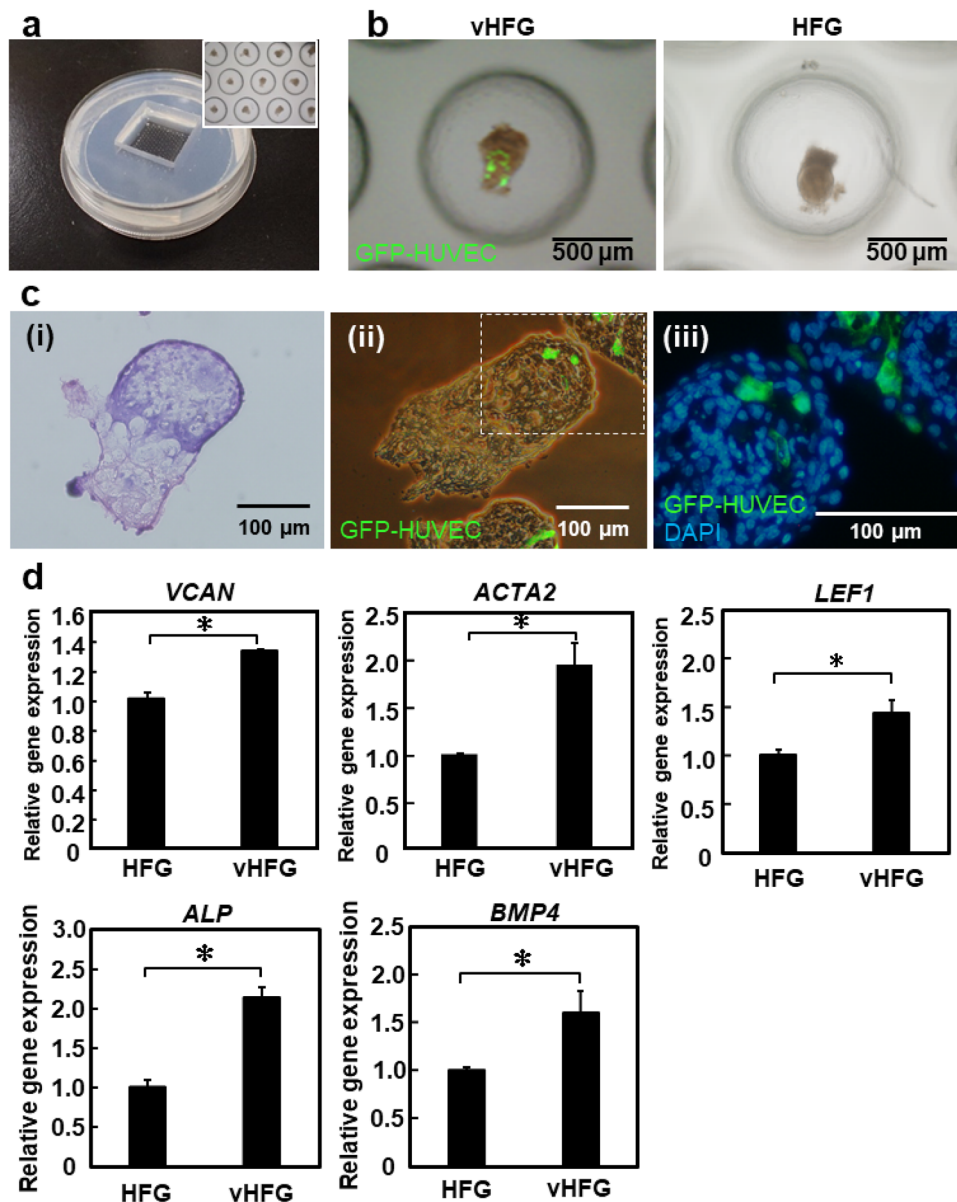 a
b
vHFG
HFG
GFP-HUVEC
500 µm
500 µm
c
(i)
(ii)
(iii)
100 µm
GFP-HUVEC
100 µm
GFP-HUVEC
DAPI
100 µm
d
VCAN
Relative gene expression
1.6
1.4
1.2
1.0
0.8
0.6
0.4
0.2
0
*
HFG
vHFG
ACTA2
Relative gene expression
2.5
2.0
1.5
1.0
0.5
0
*
HFG
vHFG
LEF1
Relative gene expression
2.5
2.0
1.5
1.0
0.5
0
*
HFG
vHFG
ALP
Relative gene expression
3.0
2.5
2.0
1.5
1.0
0.5
0
*
HFG
vHFG
BMP4
Relative gene expression
2.5
2.0
1.5
1.0
0.5
0
*
HFG
vHFG